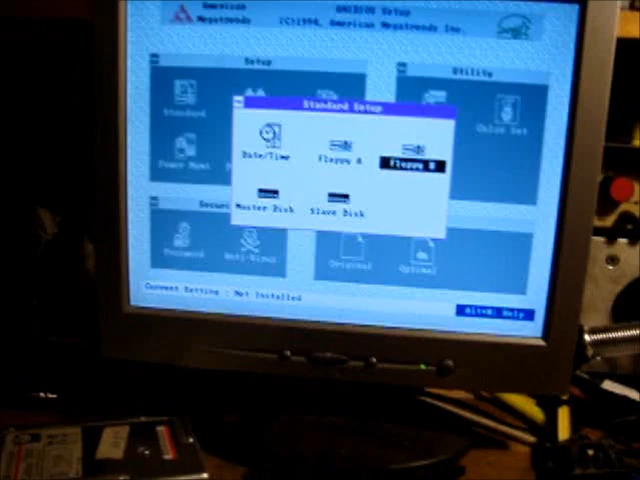 American
Megatrends
AMIBIOS Setup
(C)1994, American Megatrends Inc.
Setup
Utility
Standard
Color Set
Power Mgmt
Standard Setup
Date/Time
Floppy A
Floppy B
Master Disk
Slave Disk
Password
Anti-Virus
Original
Optimal
Current Setting : Not Installed
Alt+H: Help